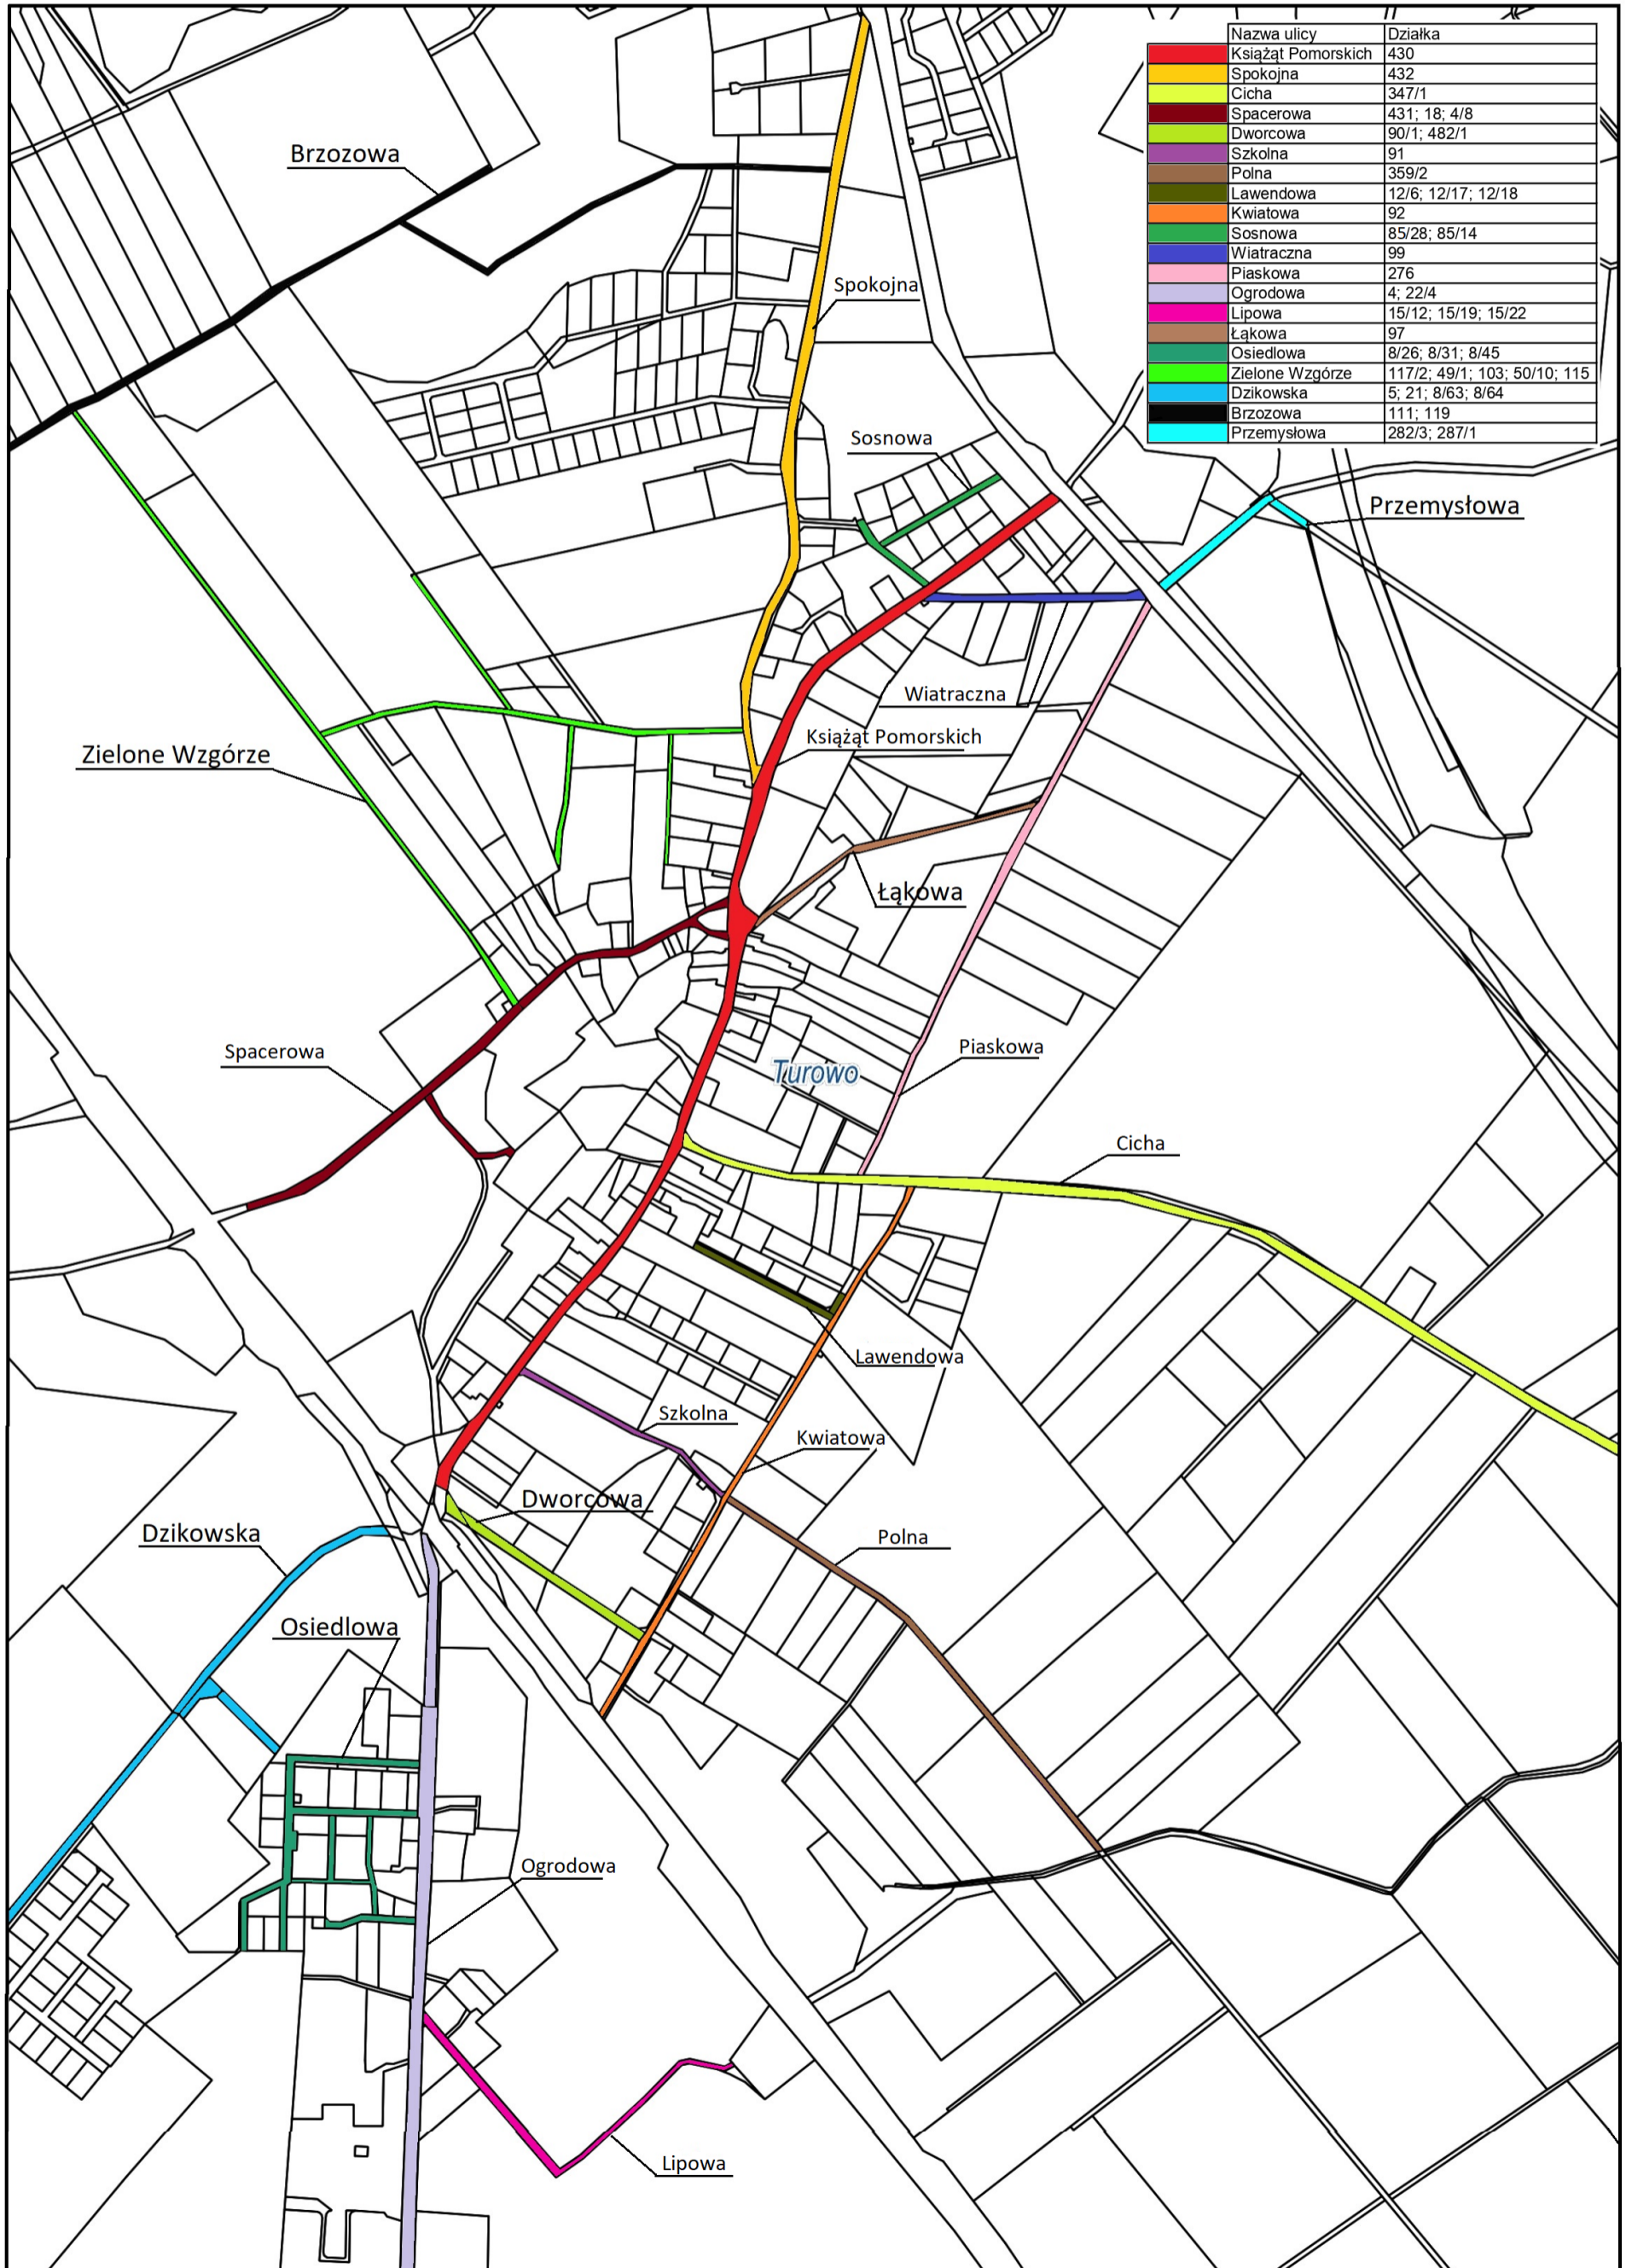 Nazwa ulicy Działka
Książąt Pomorskich 430
Spokojna 432
Cicha 347/1
Spacerowa 431; 18; 4/8
Dworcowa 90/1; 482/1
Szkolna 91
Polna 359/2
Lawendowa 12/6; 12/17; 12/18
Kwiatowa 92
Sosnowa 85/28; 85/14
Wiatraczna 99
Piaskowa 276
Ogrodowa 4; 22/4
Lipowa 15/12; 15/19; 15/22
Łąkowa 97
Osiedlowa 8/26; 8/31; 8/45
Zielone Wzgórze 117/2; 49/1; 103; 50/10; 115
Dzikowska 5; 21; 8/63; 8/64
Brzozowa 111; 119
Przemysłowa 282/3; 287/1
Brzozowa
Spokojna
Sosnowa
Przemysłowa
Wiatraczna
Książąt Pomorskich
Zielone Wzgórze
Łąkowa
Spacerowa
Piaskowa
Turowo
Cicha
Lawendowa
Szkolna
Kwiatowa
Dworcowa
Dzikowska
Polna
Osiedlowa
Ogrodowa
Lipowa